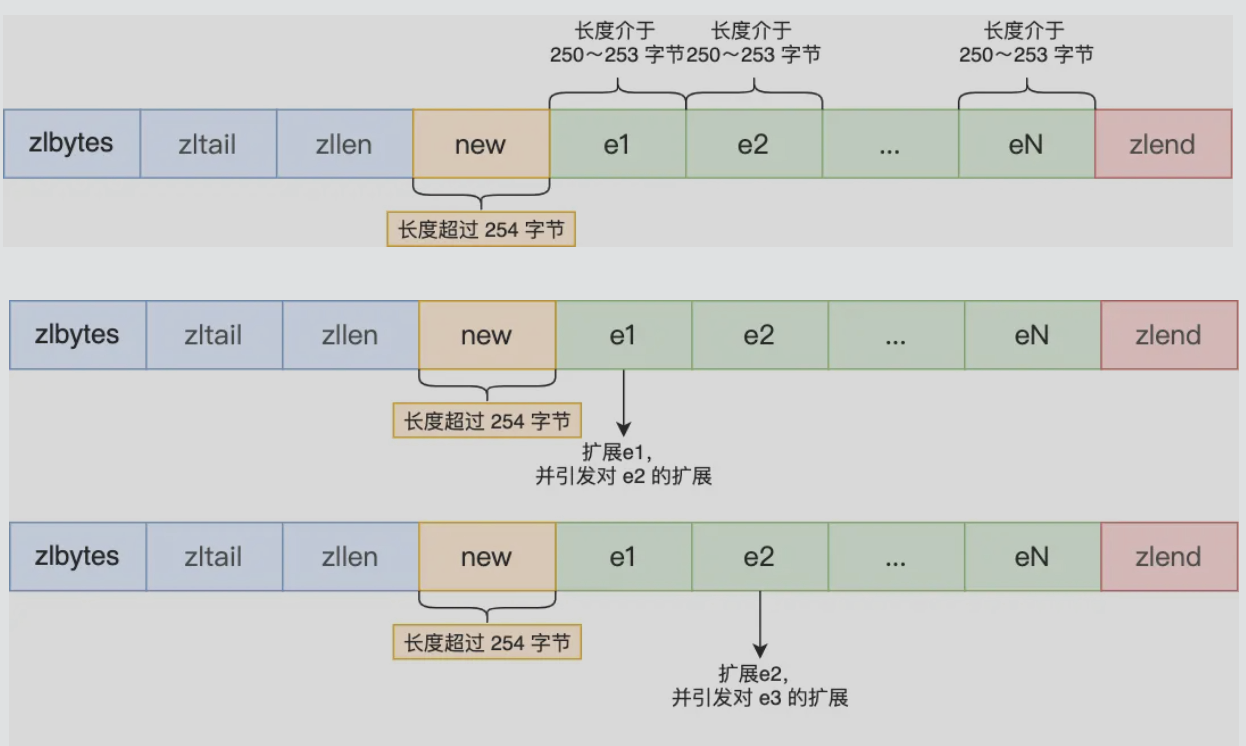 长度介于
250～253 字节
长度介于
250～253 字节
长度介于
250～253 字节
zlbytes zltail zllen new e1 e2 ... eN zlend
长度超过 254 字节
zlbytes zltail zllen new e1 e2 ... eN zlend
长度超过 254 字节
扩展e1，
并引发对 e2 的扩展
zlbytes zltail zllen new e1 e2 ... eN zlend
长度超过 254 字节
扩展e2，
并引发对 e3 的扩展